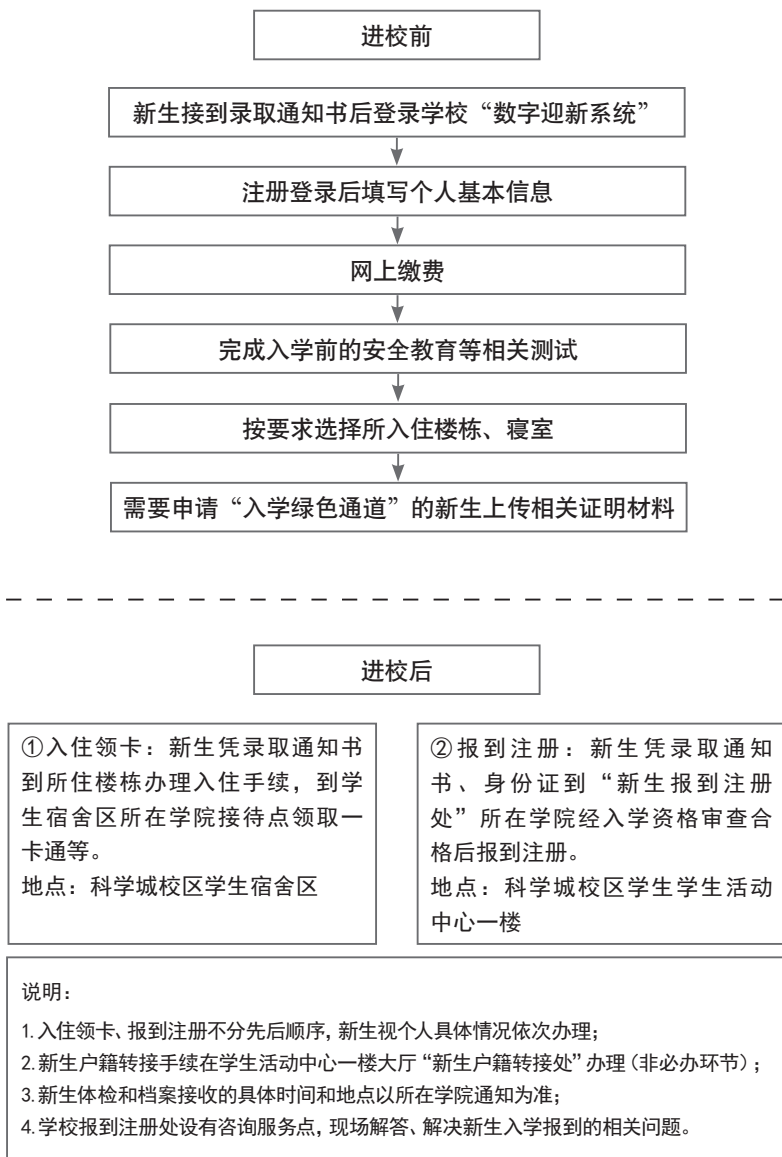 进校前
新生接到录取通知书后登录学校“数字迎新系统”
注册登录后填写个人基本信息
网上缴费
完成入学前的安全教育等相关测试
按要求选择所入住楼栋、寝室
需要申请“入学绿色通道”的新生上传相关证明材料
进校后
①入住领卡：新生凭录取通知书
到所住楼栋办理入住手续，到学
生宿舍区所在学院接待点领取一
卡通等。
地点：科学城校区学生宿舍区
②报到注册：新生凭录取通知
书、身份证到“新生报到注册
处”所在学院经入学资格审查合
格后报到注册。
地点：科学城校区学生学生活动
中心一楼
说明：
1.入住领卡、报到注册不分先后顺序，新生视个人具体情况依次办理；
2.新生户籍转接手续在学生活动中心一楼大厅“新生户籍转接处”办理（非必办环节）；
3.新生体检和档案接收的具体时间和地点以所在学院通知为准；
4.学校报到注册处设有咨询服务点，现场解答、解决新生入学报到的相关问题。